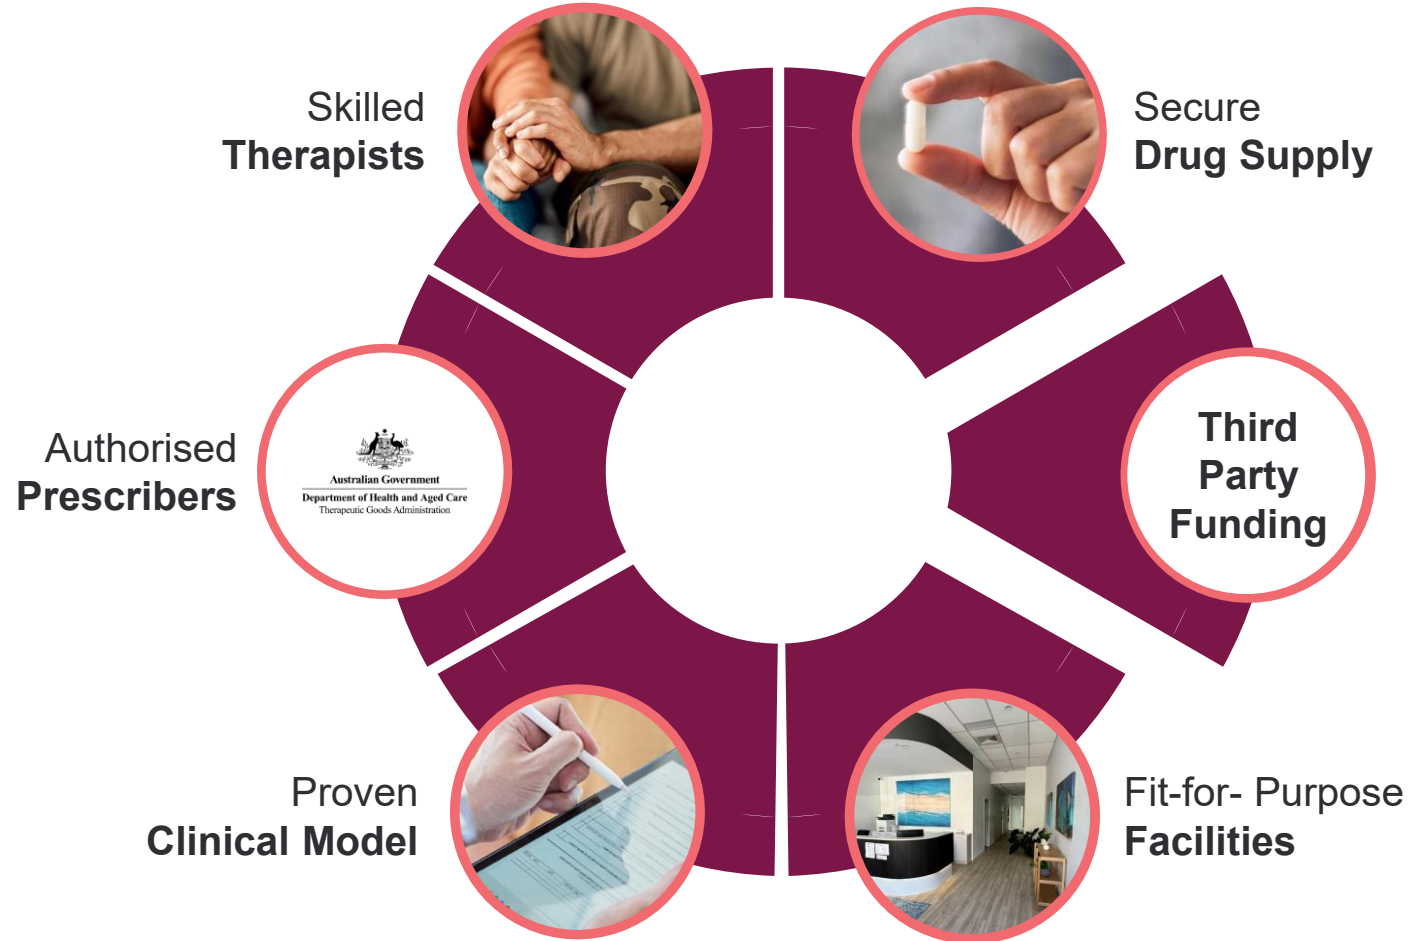 Skilled
Therapists
Secure
Drug Supply
Authorised
Prescribers
Australian Government
Department of Health and Aged Care
Therapeutic Goods Administration
Third
Party
Funding
Proven
Clinical Model
Fit-for- Purpose
Facilities